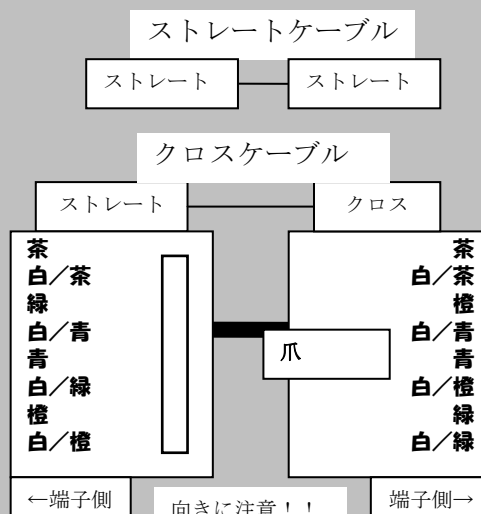 ストレートケーブル
ストレート
ストレート
クロスケーブル
ストレート
クロス
茶
白／茶
緑
白／青
青
白／緑
橙
白／橙
爪
茶
白／茶
橙
白／青
青
白／橙
緑
白／緑
←端子側
向きに注意！！
端子側→